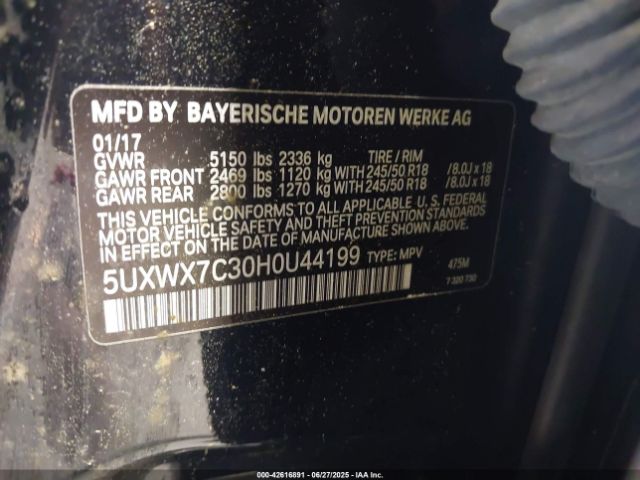 MFD BY BAYERISCHE MOTOREN WERKE AG
01/17
GVWR 5150 lbs 2336 kg TIRE / RIM
GAWR FRONT 2469 lbs 1120 kg WITH 245/50 R18 /8.0J x 18
GAWR REAR 2800 lbs 1270 kg WITH 245/50 R18 /8.0J x 18
THIS VEHICLE CONFORMS TO ALL APPLICABLE U. S. FEDERAL
MOTOR VEHICLE SAFETY AND THEFT PREVENTION STANDARDS
IN EFFECT ON THE DATE OF MANUFACTURE SHOWN ABOVE.
5UXWX7C30H0U44199 TYPE: MPV 475M
7 320 730
000-42616891 * 06/27/2025 - IAA Inc.